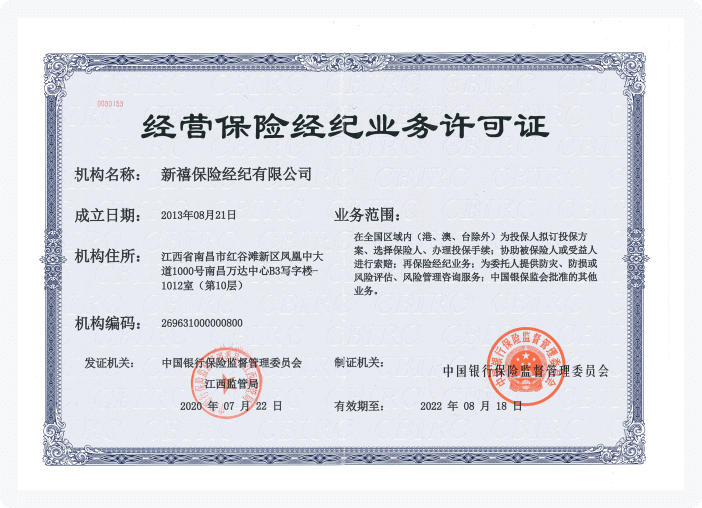 0030153
经营保险经纪业务许可证
机构名称： 新禧保险经纪有限公司
成立日期： 2013年08月21日
业务范围：
在全国区域内（港、澳、台除外）为投保人拟订投保方
案、选择保险人、办理投保手续；协助被保险人或受益人
进行索赔；再保险经纪业务；为委托人提供防灾、防损或
风险评估、风险管理咨询服务；中国银保监会批准的其他
业务。
机构住所： 江西省南昌市红谷滩新区凤凰中大
道1000号南昌万达中心B3写字楼-
1012室（第10层）
机构编码： 269631000000800
发证机关： 中国银行保险监督管理委员会
江西监管局
2020 年 07 月 22 日
制证机关： 中国银行保险监督管理委员会
有效期至： 2022 年 08 月 18 日
中国银行保险监督管理委员会